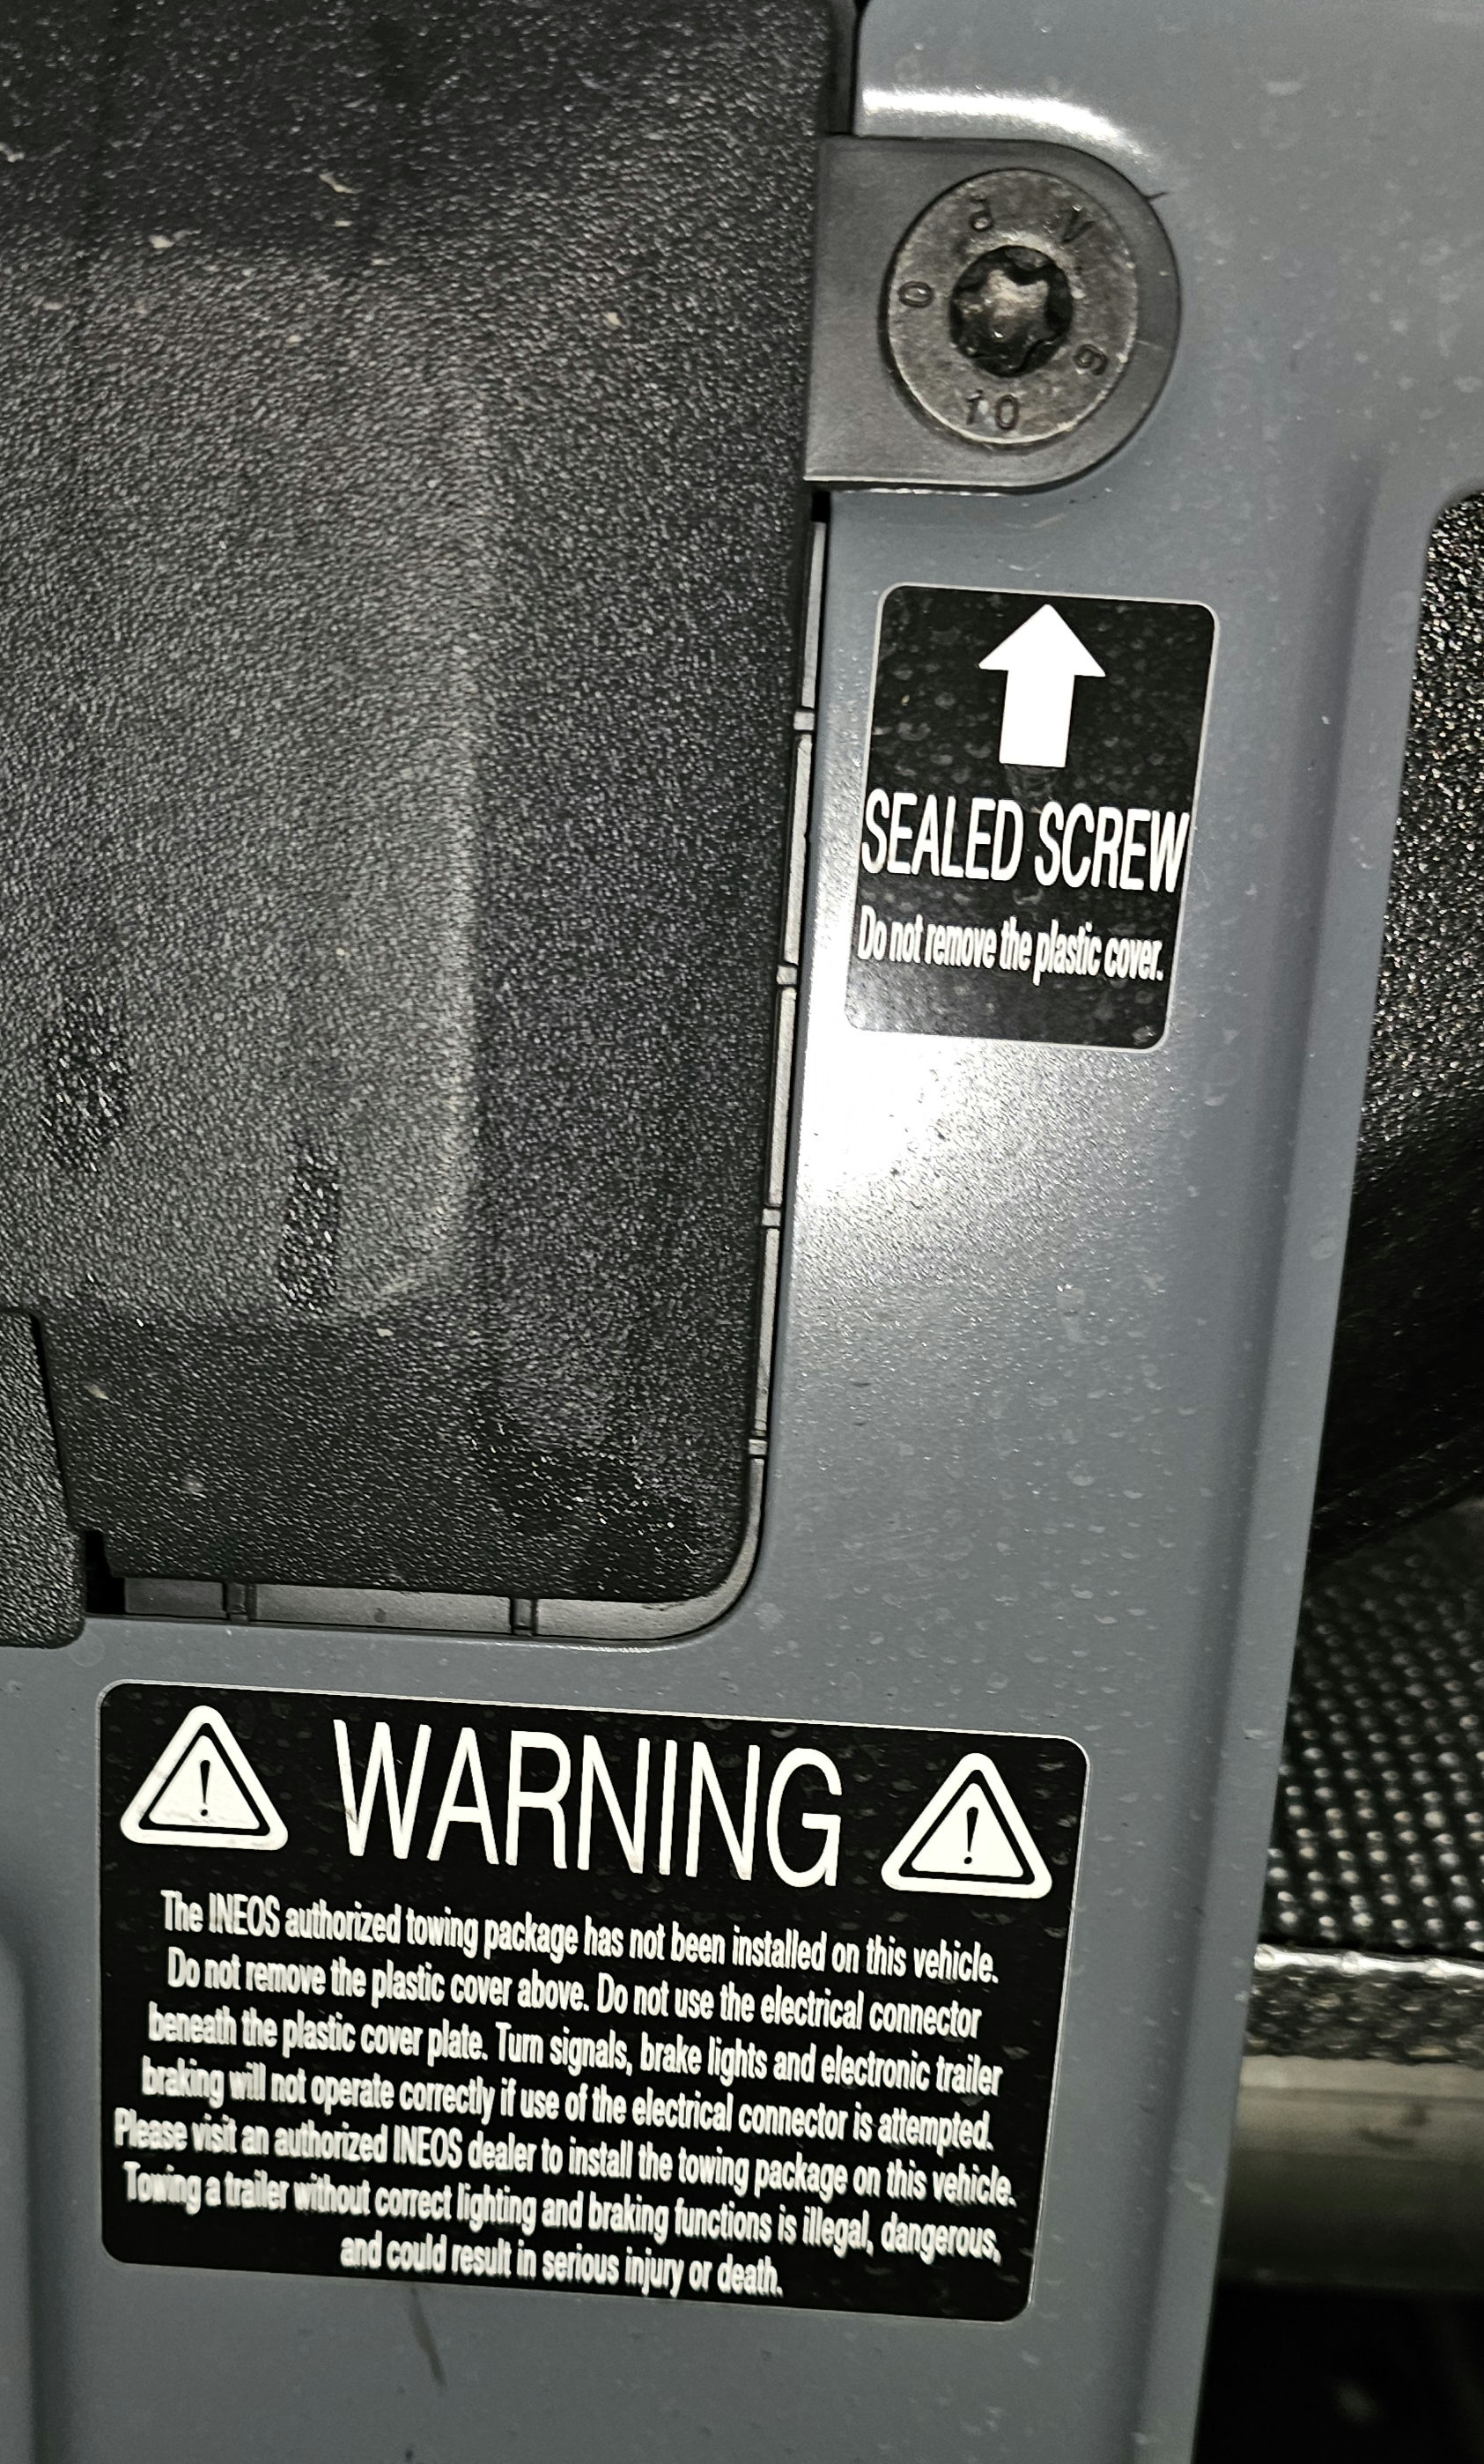 10
SEALED SCREW
Do not remove the plastic cover.
WARNING
The INEOS authorized towing package has not been installed on this vehicle.
Do not remove the plastic cover above. Do not use the electrical connector
beneath the plastic cover plate. Turn signals, brake lights and electronic trailer
braking will not operate correctly if use of the electrical connector is attempted.
Please visit an authorized INEOS dealer to install the towing package on this vehicle.
Towing a trailer without correct lighting and braking functions is illegal, dangerous,
and could result in serious injury or death.